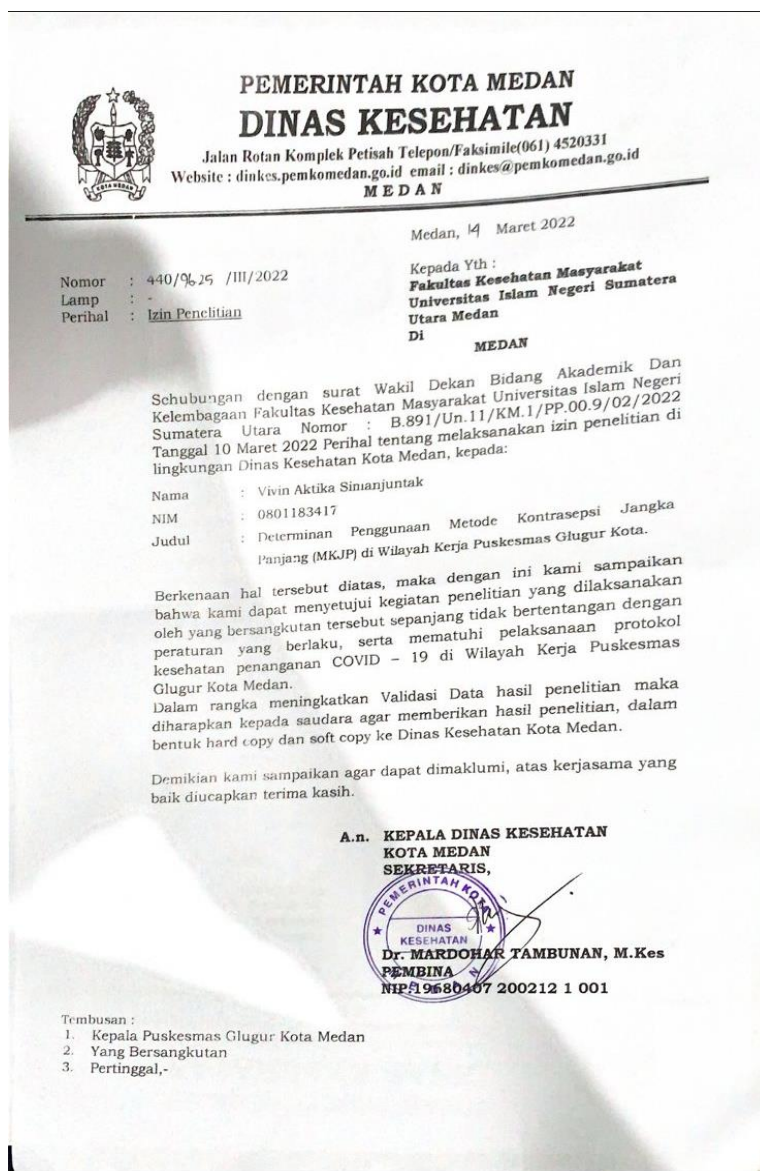 PEMERINTAH KOTA MEDAN
DINAS KESEHATAN
Jalan Rotan Komplek Petisah Telepon/Faksimile(061) 4520331
Website : dinkes.pemkomedan.go.id email : dinkes@pemkomedan.go.id
MEDAN
KOTA MEDAN
Medan, 14 Maret 2022
Nomor : 440/9625 /III/2022
Lamp : -
Perihal : Izin Penelitian
Kepada Yth :
Fakultas Kesehatan Masyarakat
Universitas Islam Negeri Sumatera
Utara Medan
Di
MEDAN
Sehubungan dengan surat Wakil Dekan Bidang Akademik Dan
Kelembagaan Fakultas Kesehatan Masyarakat Universitas Islam Negeri
Sumatera Utara Nomor : B.891/Un.11/KM.1/PP.00.9/02/2022
Tanggal 10 Maret 2022 Perihal tentang melaksanakan izin penelitian di
lingkungan Dinas Kesehatan Kota Medan, kepada:
Nama : Vivin Aktika Simanjuntak
NIM : 0801183417
Judul : Determinan Penggunaan Metode Kontrasepsi Jangka
Panjang (MKJP) di Wilayah Kerja Puskesmas Glugur Kota.
Berkenaan hal tersebut diatas, maka dengan ini kami sampaikan
bahwa kami dapat menyetujui kegiatan penelitian yang dilaksanakan
oleh yang bersangkutan tersebut sepanjang tidak bertentangan dengan
peraturan yang berlaku, serta mematuhi pelaksanaan protokol
kesehatan penanganan COVID – 19 di Wilayah Kerja Puskesmas
Glugur Kota Medan.
Dalam rangka meningkatkan Validasi Data hasil penelitian maka
diharapkan kepada saudara agar memberikan hasil penelitian, dalam
bentuk hard copy dan soft copy ke Dinas Kesehatan Kota Medan.
Demikian kami sampaikan agar dapat dimaklumi, atas kerjasama yang
baik diucapkan terima kasih.
A.n. KEPALA DINAS KESEHATAN
KOTA MEDAN
SEKRETARIS,
PEMERINTAH KOTA
DINAS
KESEHATAN
MEDAN
Dr. MARDOHAR TAMBUNAN, M.Kes
PEMBINA
NIP.19680407 200212 1 001
Tembusan :
1. Kepala Puskesmas Glugur Kota Medan
2. Yang Bersangkutan
3. Pertinggal,-